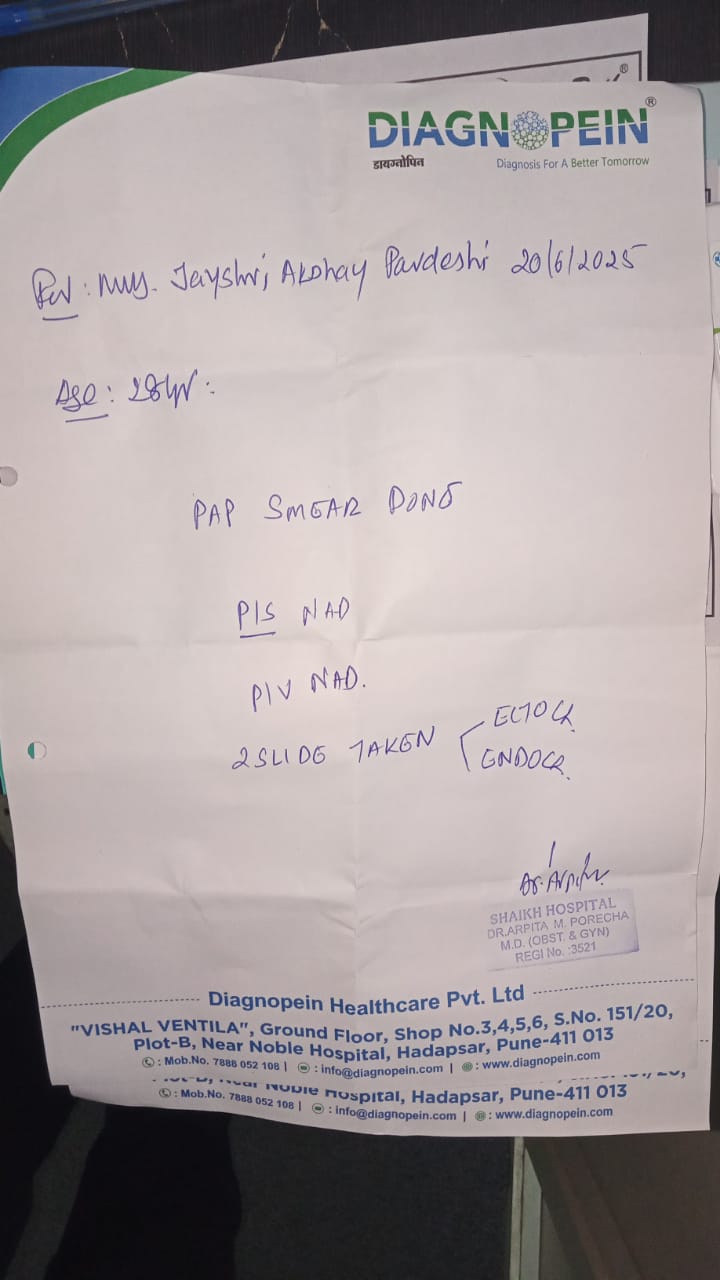 DIAGNOPEIN®
डायग्नोपिन
Diagnosis For A Better Tomorrow
Jayshri Akshay Pardeshi 20/6/2025
Age: 28yr:
PAP SMEAR DONE
P/S NAD
P/V NAD.
2 SLIDE TAKEN
ECTOCX
ENDOCX
Dr. Arpita
SHAIKH HOSPITAL
DR.ARPITA M. PORECHA
M.D. (OBST. & GYN)
REGI No. :3521
Diagnopein Healthcare Pvt. Ltd
"VISHAL VENTILA", Ground Floor, Shop No.3,4,5,6, S.No. 151/20,
Plot-B, Near Noble Hospital, Hadapsar, Pune-411 013
: Mob.No. 7888 052 108 | : info@diagnopein.com | : www.diagnopein.com
Noble Hospital, Hadapsar, Pune-411 013
: Mob.No. 7888 052 108 | : info@diagnopein.com | : www.diagnopein.com